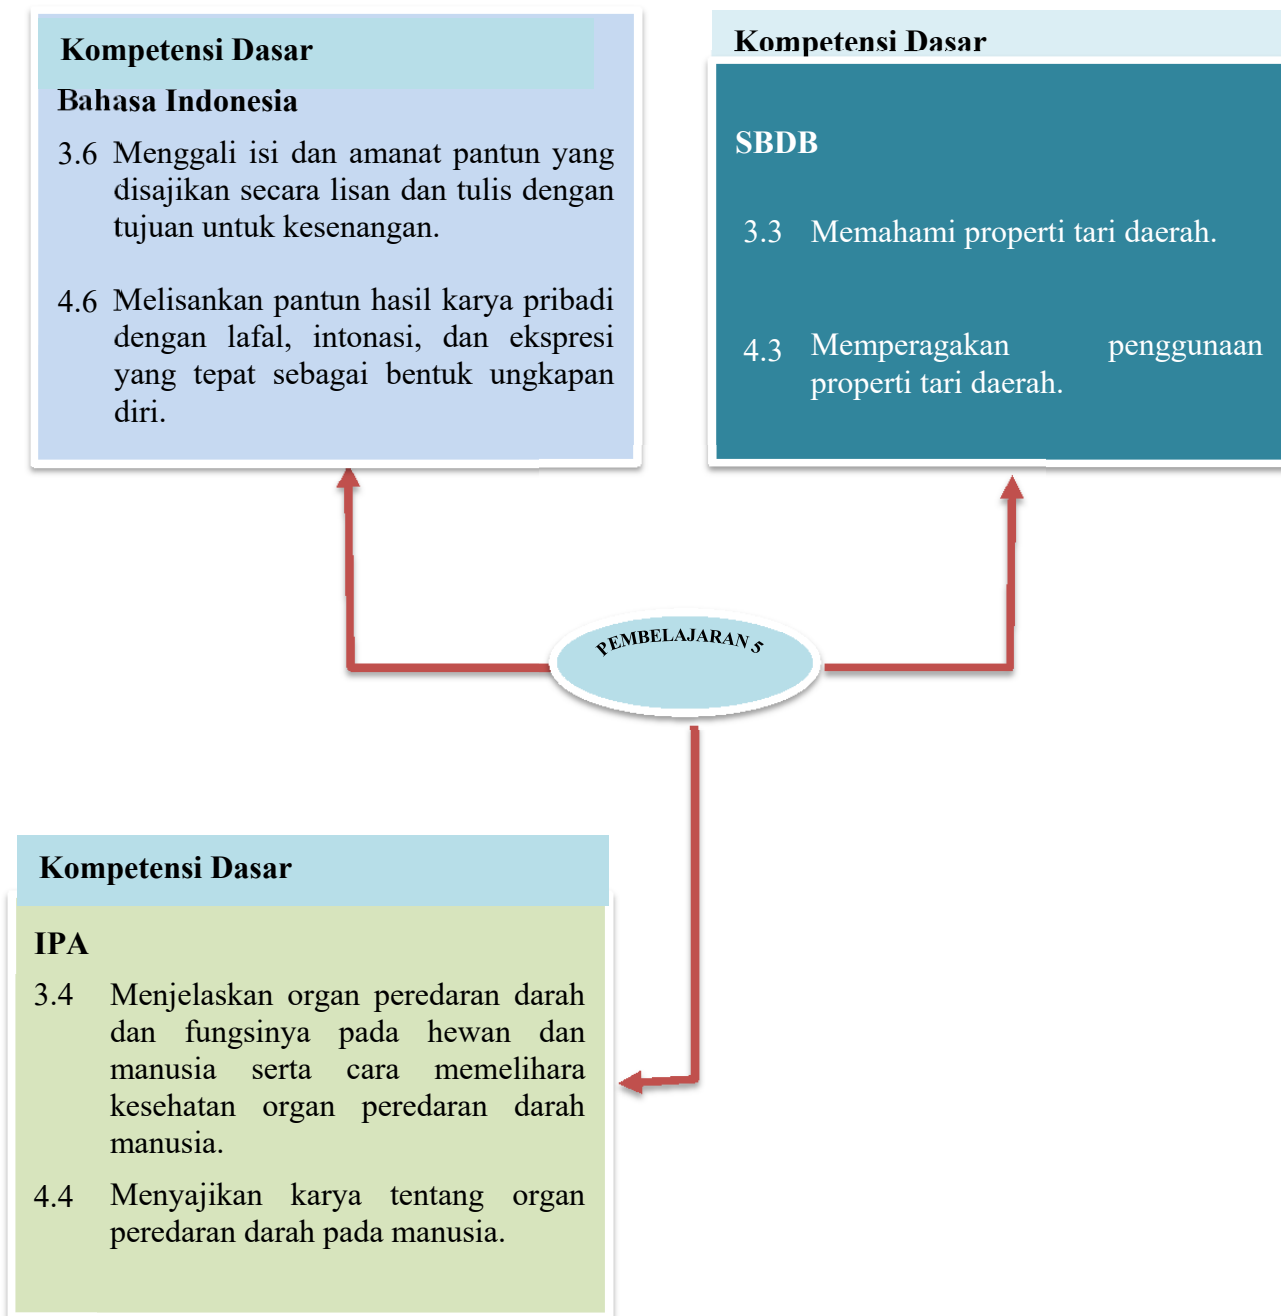 Kompetensi Dasar
Bahasa Indonesia
3.6 Menggali isi dan amanat pantun yang
disajikan secara lisan dan tulis dengan
tujuan untuk kesenangan.
4.6 Melisankan pantun hasil karya pribadi
dengan lafal, intonasi, dan ekspresi
yang tepat sebagai bentuk ungkapan
diri.
Kompetensi Dasar
SBDB
3.3 Memahami properti tari daerah.
4.3 Memperagakan penggunaan
properti tari daerah.
PEMBELAJARAN 5
Kompetensi Dasar
IPA
3.4 Menjelaskan organ peredaran darah
dan fungsinya pada hewan dan
manusia serta cara memelihara
kesehatan organ peredaran darah
manusia.
4.4 Menyajikan karya tentang organ
peredaran darah pada manusia.